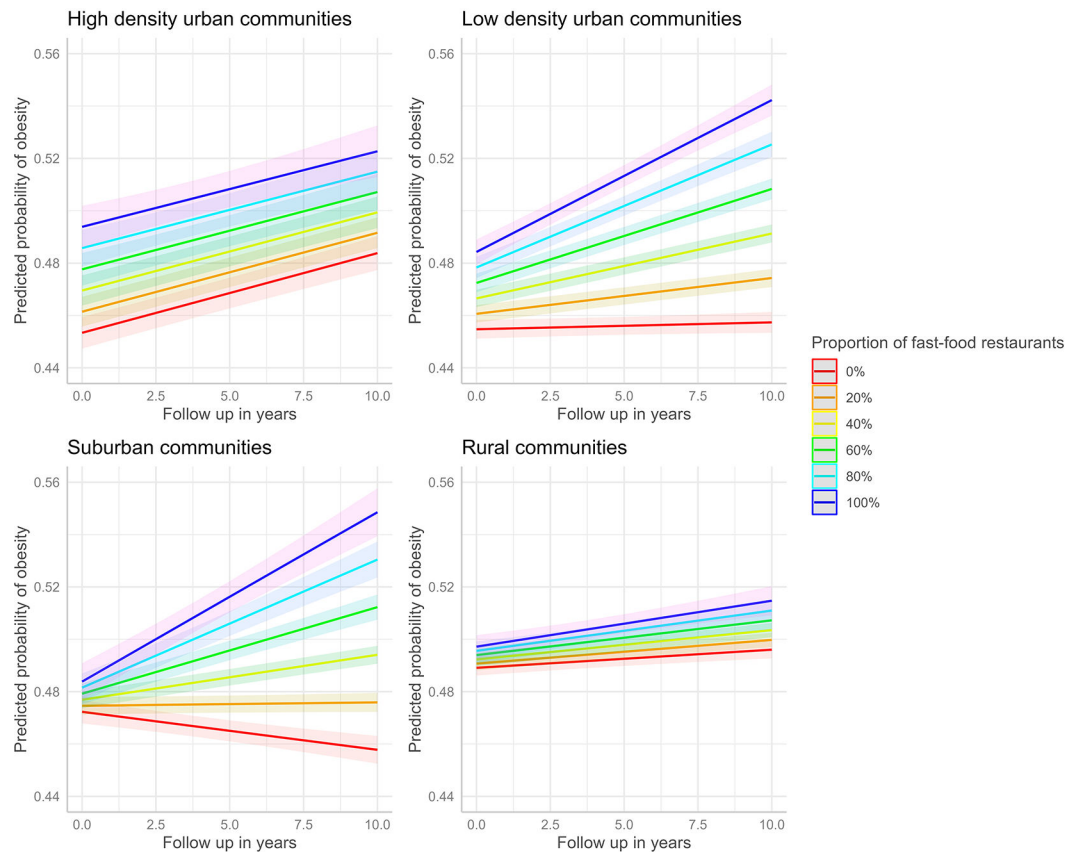 High density urban communities
Predicted probability of obesity
0.56
0.52
0.48
0.44
0.0 2.5 5.0 7.5 10.0
Follow up in years
Low density urban communities
Predicted probability of obesity
0.56
0.52
0.48
0.44
0.0 2.5 5.0 7.5 10.0
Follow up in years
Suburban communities
Predicted probability of obesity
0.56
0.52
0.48
0.44
0.0 2.5 5.0 7.5 10.0
Follow up in years
Rural communities
Predicted probability of obesity
0.56
0.52
0.48
0.44
0.0 2.5 5.0 7.5 10.0
Follow up in years
Proportion of fast-food restaurants
0%
20%
40%
60%
80%
100%